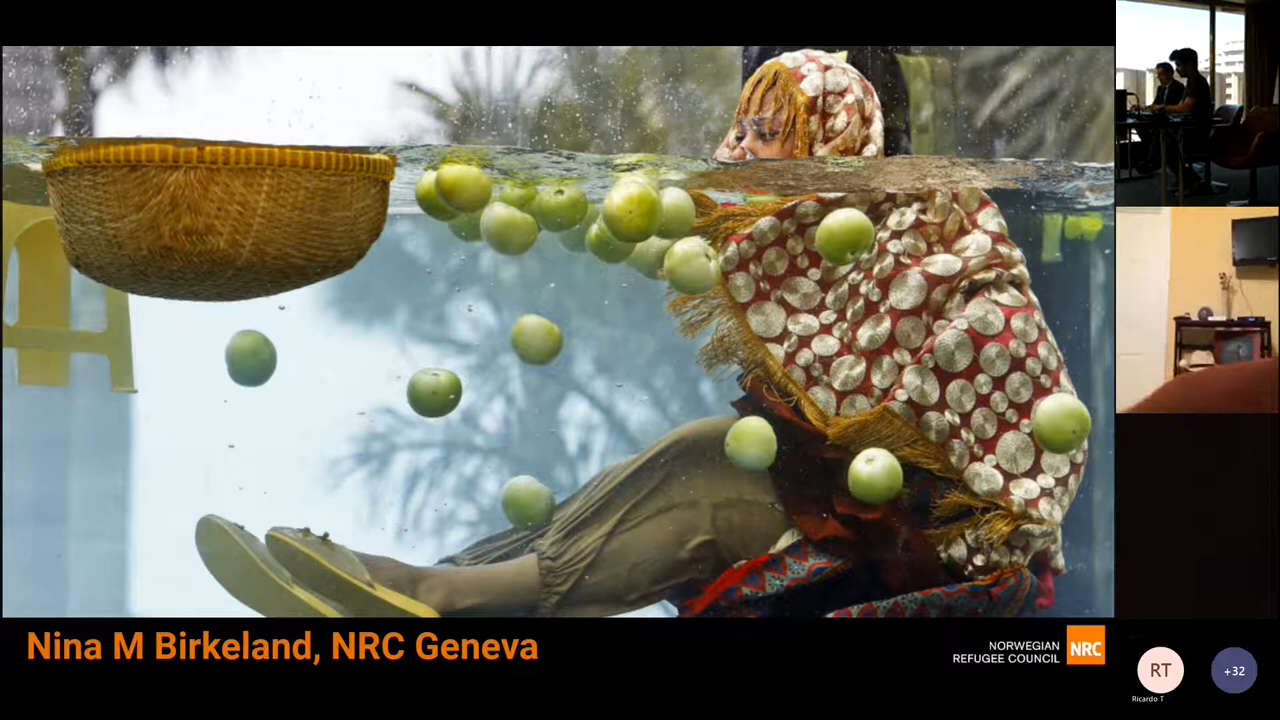 Nina M Birkeland, NRC Geneva
NORWEGIAN
REFUGEE COUNCIL
NRC
RT
Ricardo T
+32